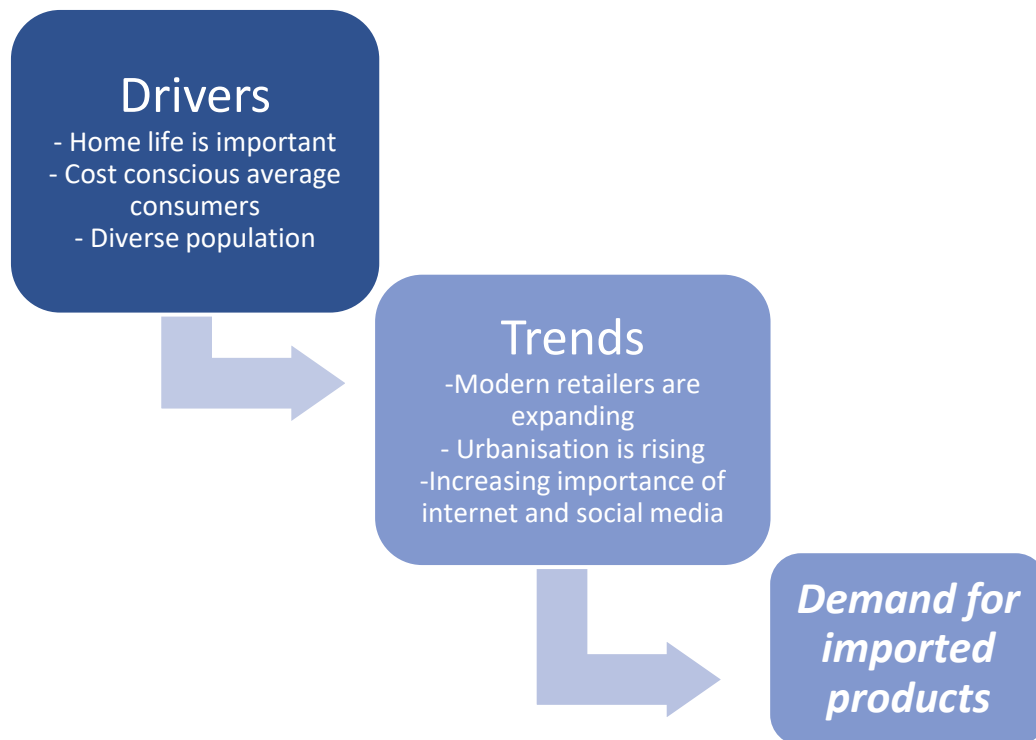 Drivers
- Home life is important
- Cost conscious average
consumers
- Diverse population
Trends
-Modern retailers are
expanding
- Urbanisation is rising
-Increasing importance of
internet and social media
Demand for
imported
products